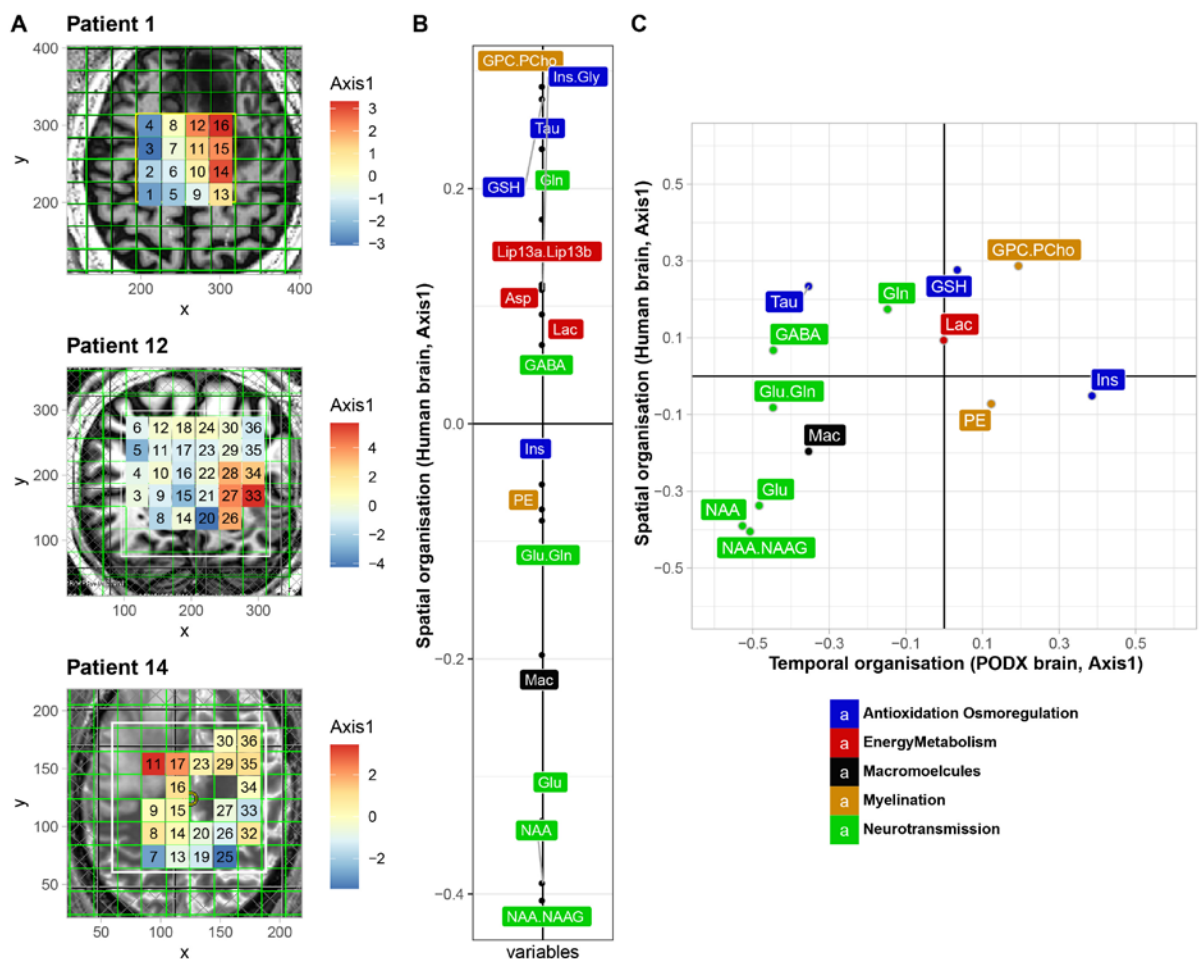 A
Patient 1
400
300
200
y
4 8 12 16
3 7 11 15
2 6 10 14
1 5 9 13
200 300 400
x
Axis1
3
2
1
0
−1
−2
−3
Patient 12
300
200
100
y
6 12 18 24 30 36
5 11 17 23 29 35
4 10 16 22 28 34
3 9 15 21 27 33
8 14 20 26
100 200 300
x
Axis1
4
2
0
−2
−4
Patient 14
200
150
100
50
y
30 36
11 17 23 29 35
16 34
9 15 27 33
8 14 20 26 32
7 13 19 25
50 100 150 200
x
Axis1
2
0
−2
B
Spatial organisation (Human brain, Axis1)
0.2
0.0
−0.2
−0.4
GPC.PCho
Ins.Gly
Tau
GSH
Gln
Lip13a.Lip13b
Asp
Lac
GABA
Ins
PE
Glu.Gln
Mac
Glu
NAA
NAA.NAAG
variables
C
Spatial organisation (Human brain, Axis1)
0.5
0.3
0.1
−0.1
−0.3
−0.5
GPC.PCho
GSH
Tau
Gln
Lac
GABA
Ins
Glu.Gln
PE
Mac
Glu
NAA
NAA.NAAG
−0.5 −0.3 −0.1 0.1 0.3 0.5
Temporal organisation (PODX brain, Axis1)
a Antioxidation Osmoregulation
a EnergyMetabolism
a Macromoelcules
a Myelination
a Neurotransmission